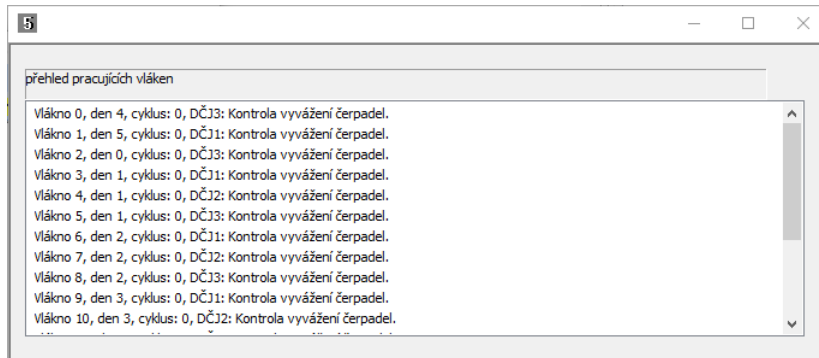 5
přehled pracujících vláken
Vlákno 0, den 4, cyklus: 0, DČJ3: Kontrola vyvážení čerpadel.
Vlákno 1, den 5, cyklus: 0, DČJ1: Kontrola vyvážení čerpadel.
Vlákno 2, den 0, cyklus: 0, DČJ3: Kontrola vyvážení čerpadel.
Vlákno 3, den 1, cyklus: 0, DČJ1: Kontrola vyvážení čerpadel.
Vlákno 4, den 1, cyklus: 0, DČJ2: Kontrola vyvážení čerpadel.
Vlákno 5, den 1, cyklus: 0, DČJ3: Kontrola vyvážení čerpadel.
Vlákno 6, den 2, cyklus: 0, DČJ1: Kontrola vyvážení čerpadel.
Vlákno 7, den 2, cyklus: 0, DČJ2: Kontrola vyvážení čerpadel.
Vlákno 8, den 2, cyklus: 0, DČJ3: Kontrola vyvážení čerpadel.
Vlákno 9, den 3, cyklus: 0, DČJ1: Kontrola vyvážení čerpadel.
Vlákno 10, den 3, cyklus: 0, DČJ2: Kontrola vyvážení čerpadel.